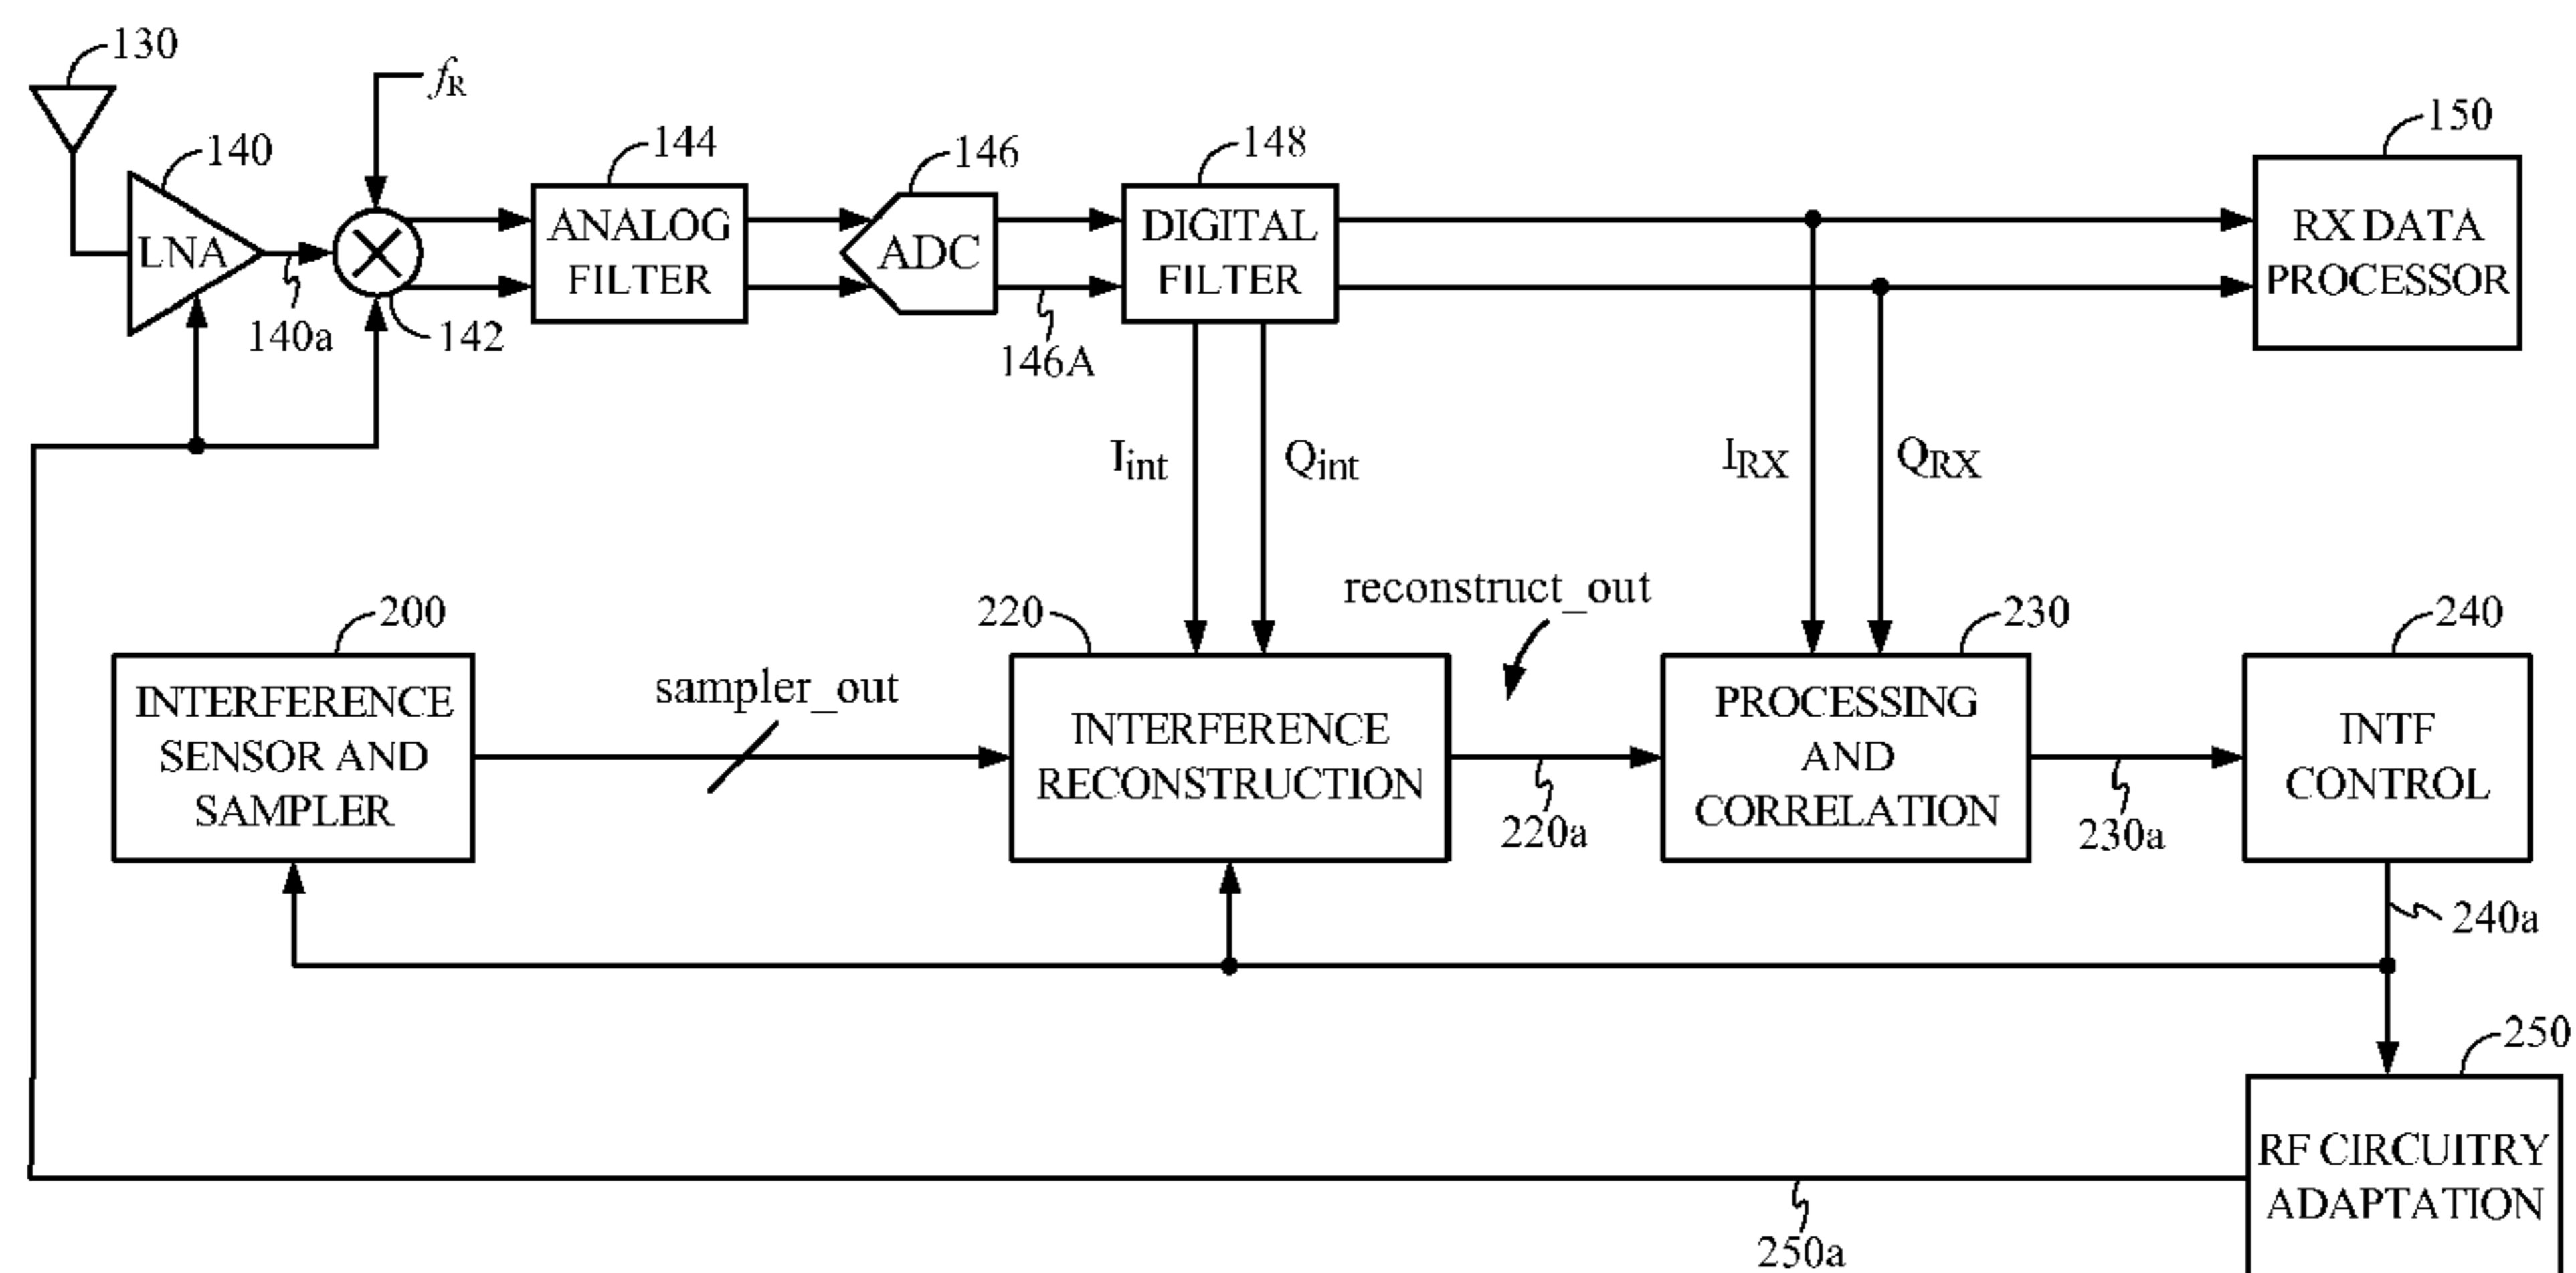 130
fR
140
144
146
148
150
LNA
ANALOG
FILTER
ADC
DIGITAL
FILTER
RX DATA
PROCESSOR
140a
142
146A
Iint
Qint
IRX
QRX
200
220
reconstruct_out
230
240
sampler_out
INTERFERENCE
SENSOR AND
SAMPLER
INTERFERENCE
RECONSTRUCTION
PROCESSING
AND
CORRELATION
INTF
CONTROL
220a
230a
240a
250
RF CIRCUITRY
ADAPTATION
250a